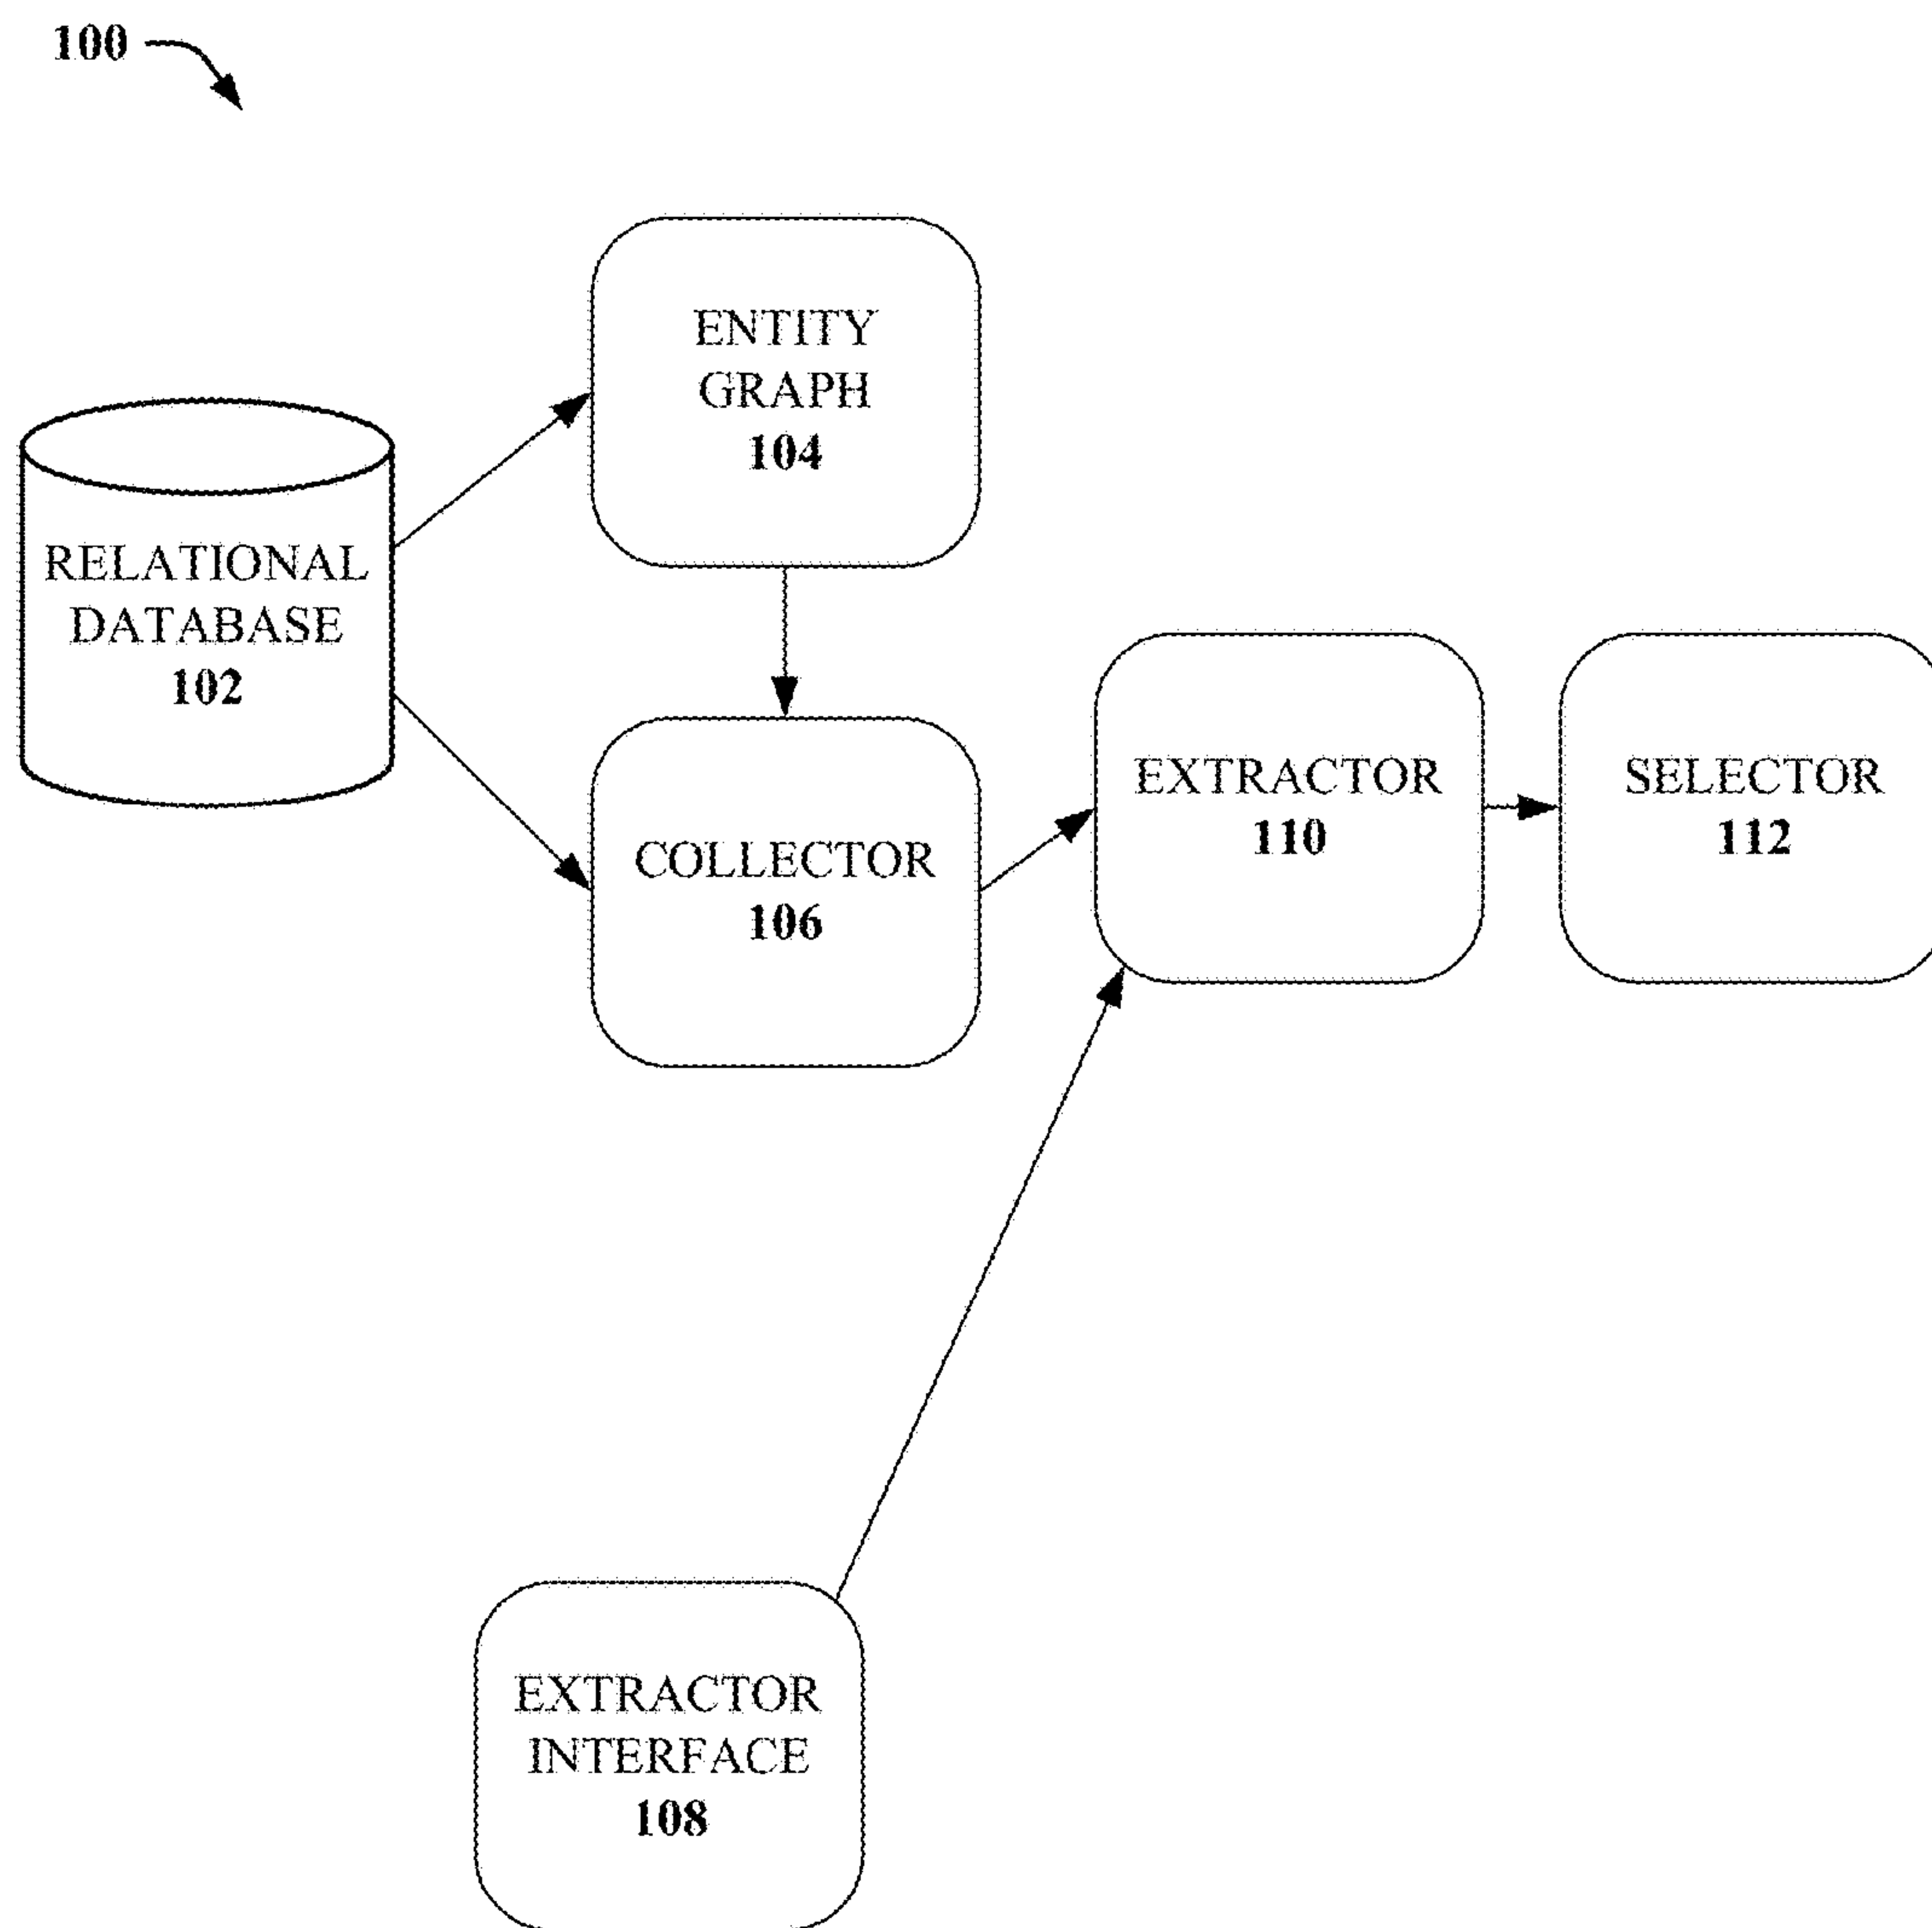 100
ENTITY
GRAPH
104
RELATIONAL
DATABASE
102
COLLECTOR
106
EXTRACTOR
110
SELECTOR
112
EXTRACTOR
INTERFACE
108